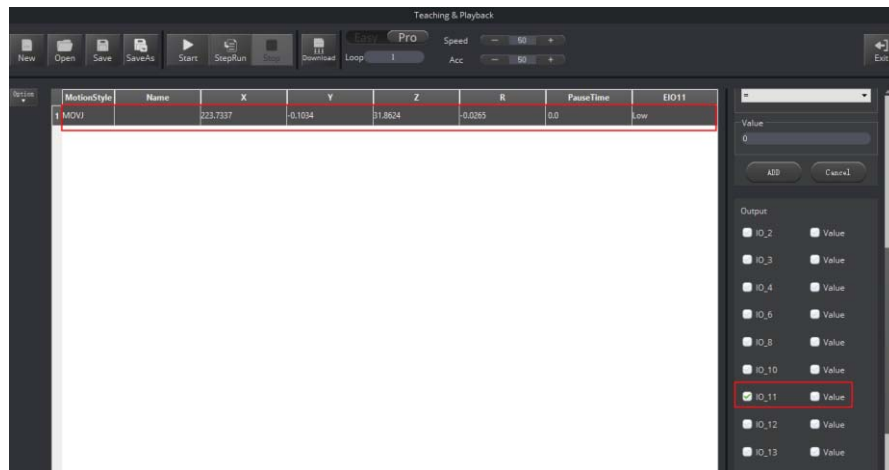 Teaching & Playback
Easy Pro Speed — 50 +
New Open Save SaveAs Start StepRun Stop Download Loop 1 Acc — 50 + Exit
Option
MotionStyle Name X Y Z R PauseTime EIO11
1 MOVJ 223.7337 -0.1034 31.8624 -0.0265 0.0 Low
=
Value
0
ADD Cancel
Output
IO_2 Value
IO_3 Value
IO_4 Value
IO_6 Value
IO_8 Value
IO_10 Value
IO_11 Value
IO_12 Value
IO_13 Value